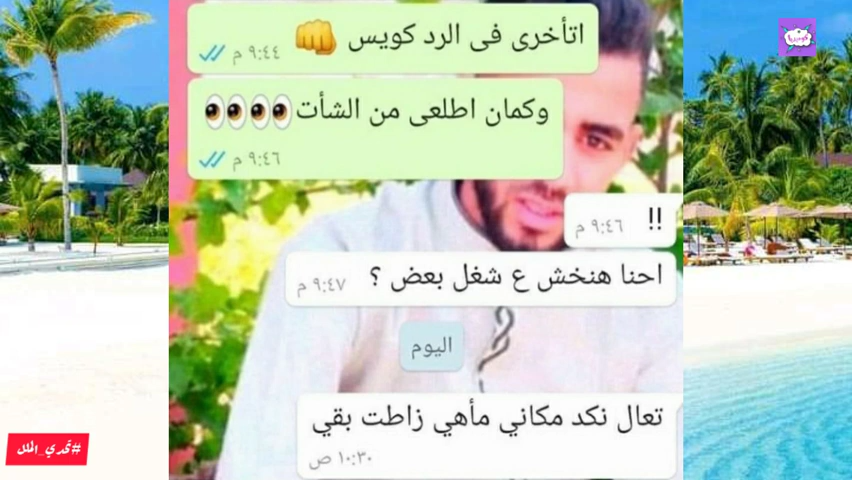 اتأخرى فى الرد كويس 👊
٩:٤٤ م
وكمان اطلعى من الشأت 👀👀👀👀
٩:٤٦ م
!!
٩:٤٦ م
احنا هنخش ع شغل بعض ؟
٩:٤٧ م
اليوم
تعال نكد مكاني مأهي زاطت بقي
١٠:٣٠ ص
#تحدي_الملل